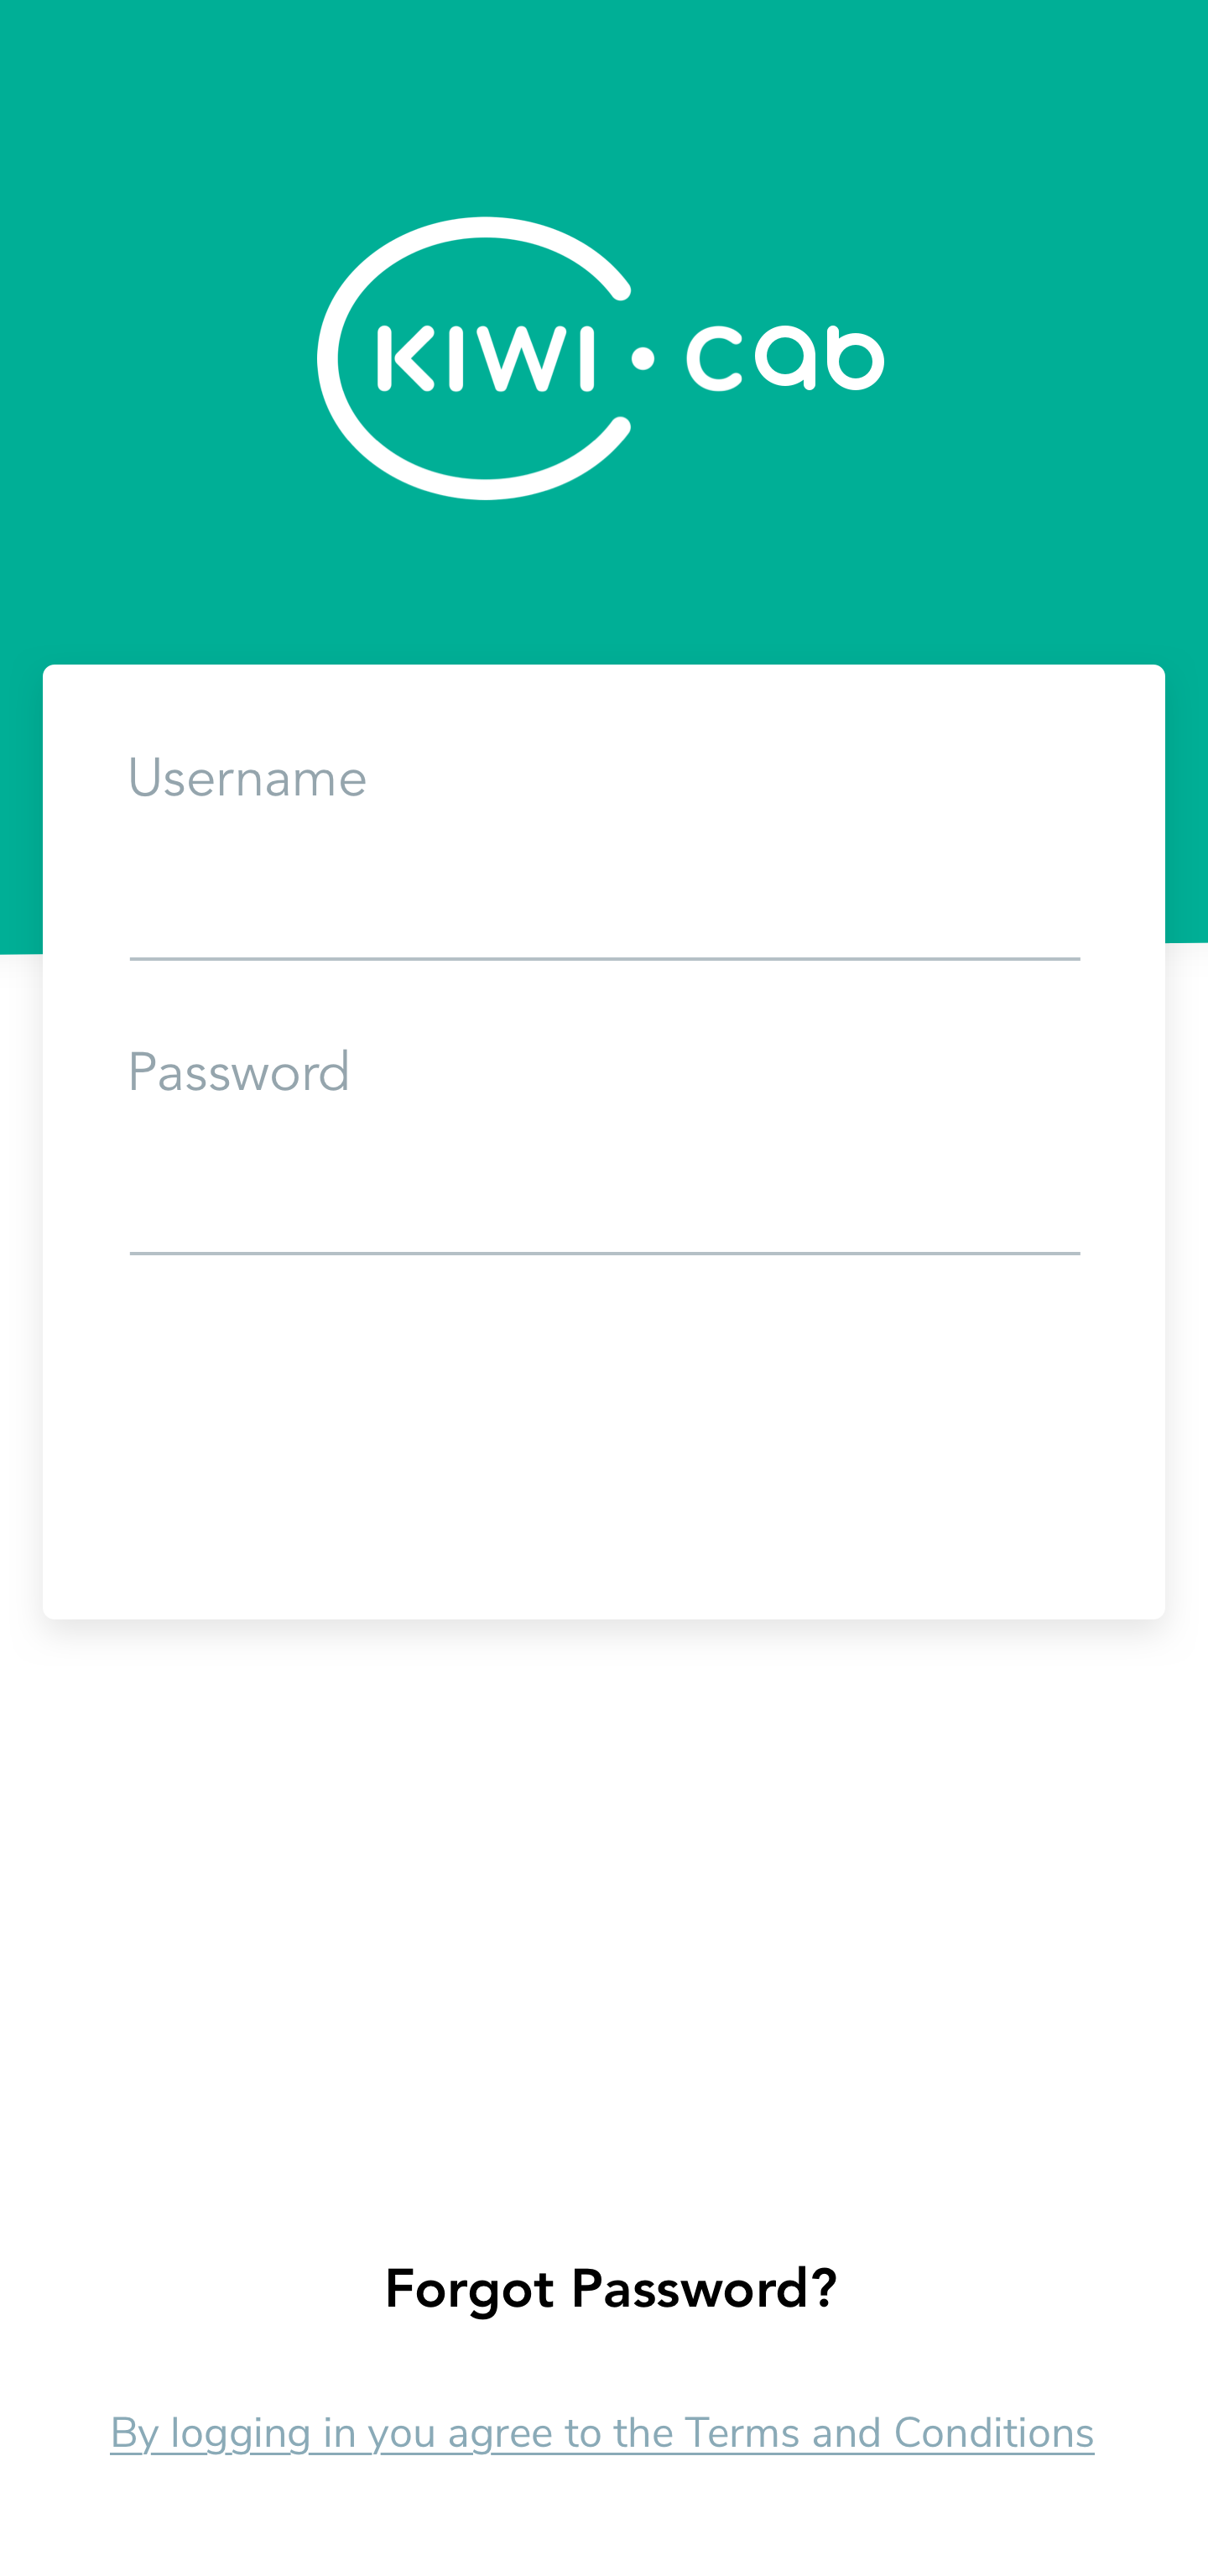 KIWI · cab
Username
Password
Forgot Password?
By logging in you agree to the Terms and Conditions